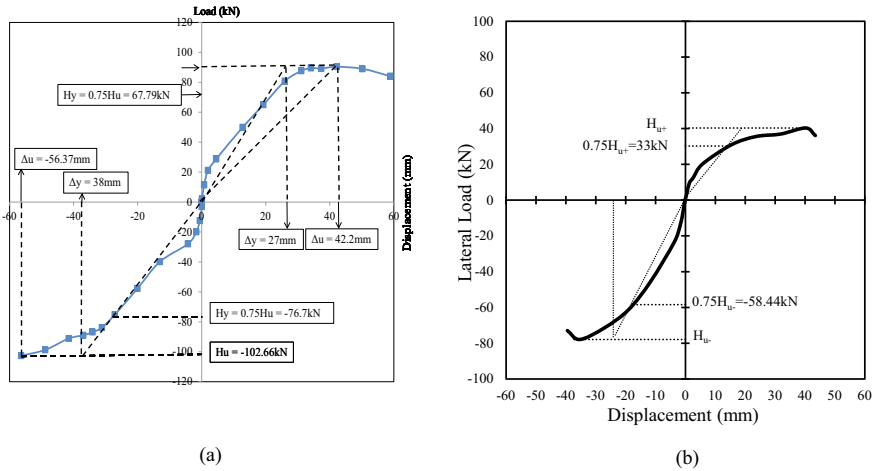 Load (kN)
120
100
80
60
40
20
0
-20
-40
-60
-80
-100
-120
-60
-40
-20
0
20
40
60
Displacement (mm)
Hy = 0.75Hu = 67.79kN
Δu = -56.37mm
Δy = 38mm
Δy = 27mm
Δu = 42.2mm
Hy = 0.75Hu = -76.7kN
Hu = -102.66kN
(a)
Lateral Load (kN)
100
80
60
40
20
0
-20
-40
-60
-80
-100
-60 -50 -40 -30 -20 -10 0 10 20 30 40 50 60
Displacement (mm)
Hu+
0.75Hu+=33kN
0.75Hu-=-58.44kN
Hu-
(b)